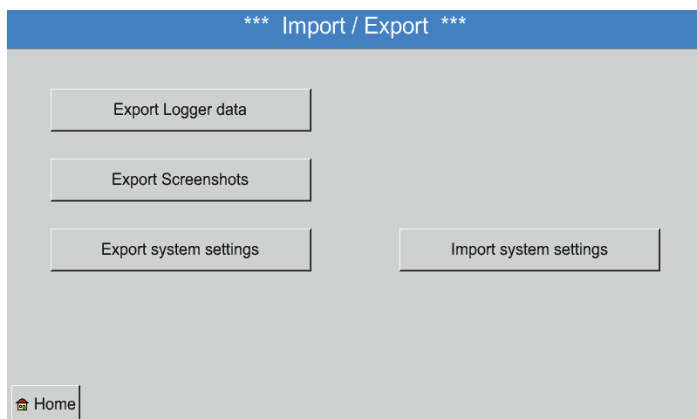 *** Import / Export ***
Export Logger data
Export Screenshots
Export system settings
Import system settings
Home